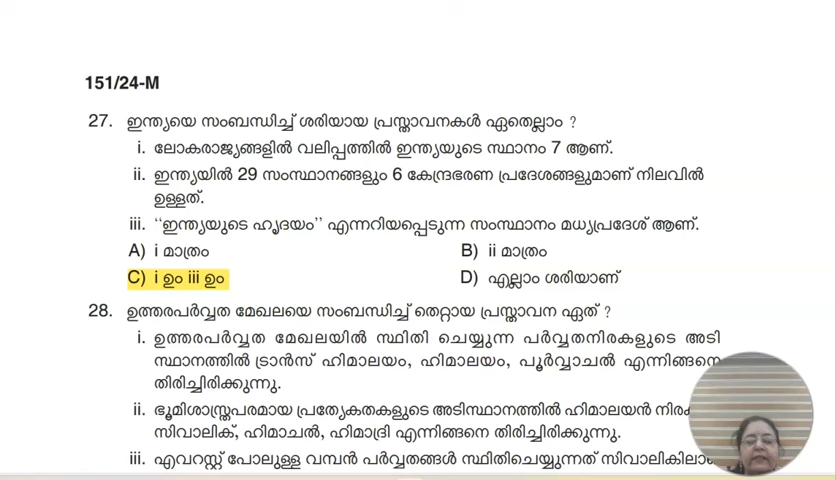 151/24-M
27. ഇന്ത്യയെ സംബന്ധിച്ച് ശരിയായ പ്രസ്താവനകൾ ഏതെല്ലാം ?
i. ലോകരാജ്യങ്ങളിൽ വലിപ്പത്തിൽ ഇന്ത്യയുടെ സ്ഥാനം 7 ആണ്.
ii. ഇന്ത്യയിൽ 29 സംസ്ഥാനങ്ങളും 6 കേന്ദ്രഭരണ പ്രദേശങ്ങളുമാണ് നിലവിൽ
ഉള്ളത്.
iii. “ഇന്ത്യയുടെ ഹൃദയം” എന്നറിയപ്പെടുന്ന സംസ്ഥാനം മധ്യപ്രദേശ് ആണ്.
A) i മാത്രം B) ii മാത്രം
C) i ഉം iii ഉം D) എല്ലാം ശരിയാണ്
28. ഉത്തരപർവ്വത മേഖലയെ സംബന്ധിച്ച് തെറ്റായ പ്രസ്താവന ഏത് ?
i. ഉത്തരപർവ്വത മേഖലയിൽ സ്ഥിതി ചെയ്യുന്ന പർവ്വതനിരകളുടെ അടി
സ്ഥാനത്തിൽ ട്രാൻസ് ഹിമാലയം, ഹിമാലയം, പൂർവ്വാചൽ എന്നിങ്ങനെ
തിരിച്ചിരിക്കുന്നു.
ii. ഭൂമിശാസ്ത്രപരമായ പ്രത്യേകതകളുടെ അടിസ്ഥാനത്തിൽ ഹിമാലയൻ
സിവാലിക്, ഹിമാചൽ, ഹിമാദ്രി എന്നിങ്ങനെ തിരിച്ചിരിക്കുന്നു.
iii. എവറസ്റ്റ് പോലുള്ള വമ്പൻ പർവ്വതങ്ങൾ സ്ഥിതിചെയ്യുന്നത്